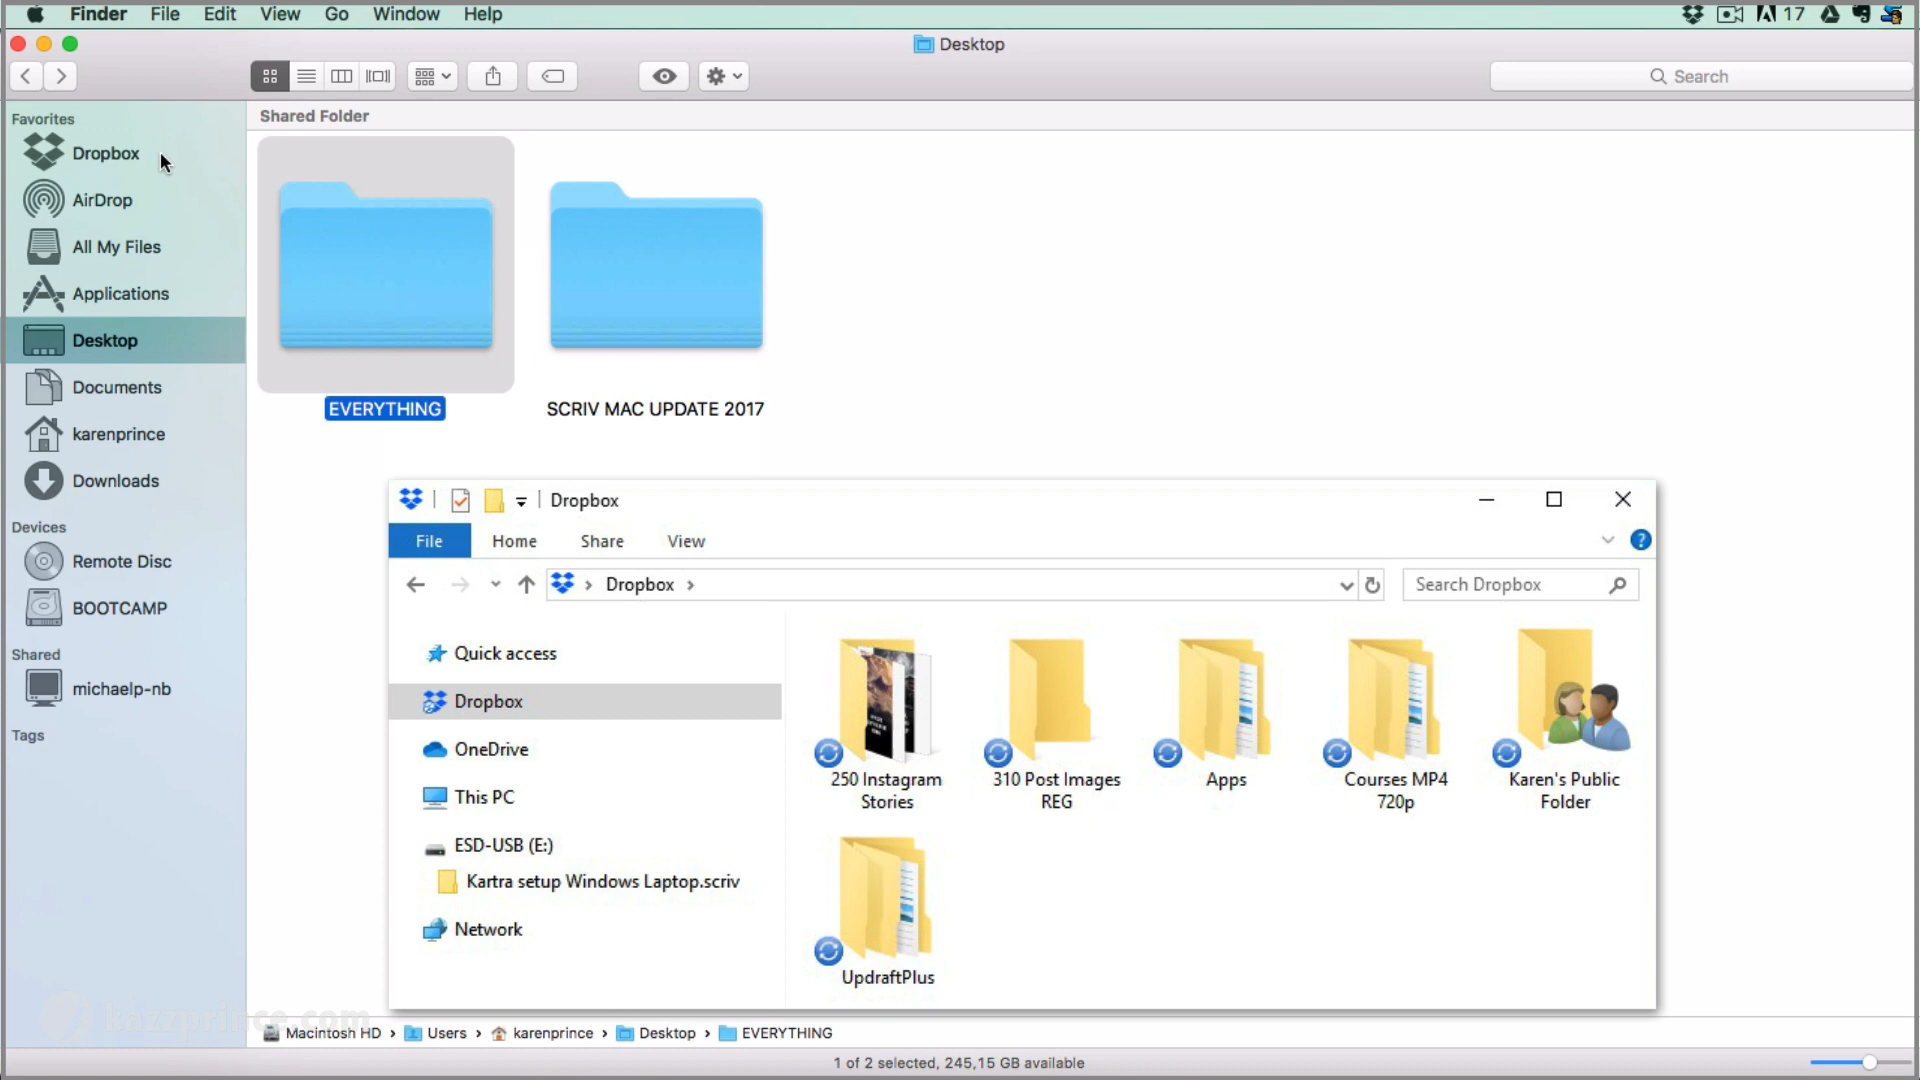 Finder File Edit View Go Window Help
17
Desktop
Search
Favorites
Dropbox
AirDrop
All My Files
Applications
Desktop
Documents
karenprince
Downloads
Devices
Remote Disc
BOOTCAMP
Shared
michaelp-nb
Tags
Shared Folder
EVERYTHING
SCRIV MAC UPDATE 2017
Dropbox
File Home Share View
?
Dropbox
Search Dropbox
Quick access
Dropbox
OneDrive
This PC
ESD-USB (E:)
Kartra setup Windows Laptop.scriv
Network
250 Instagram
Stories
310 Post Images
REG
Apps
Courses MP4
720p
Karen's Public
Folder
UpdraftPlus
kazzprince.com
Macintosh HD › Users › karenprince › Desktop › EVERYTHING
1 of 2 selected, 245,15 GB available